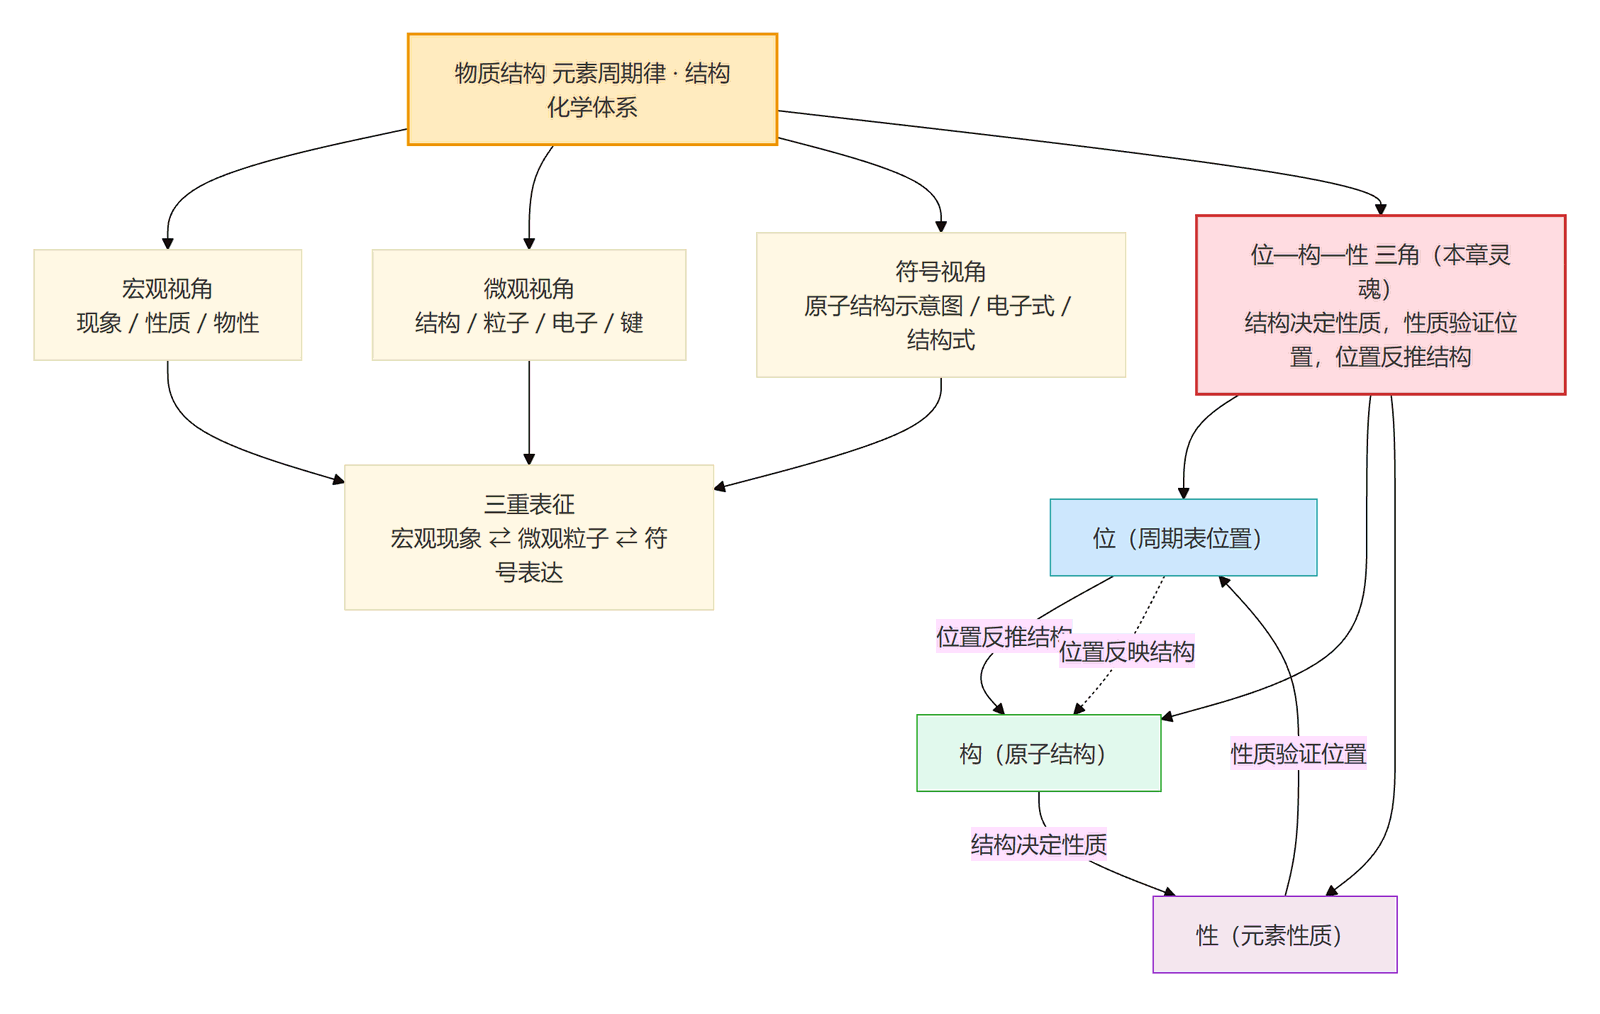 物质结构 元素周期律 · 结构
化学体系
宏观视角
现象 / 性质 / 物性
微观视角
结构 / 粒子 / 电子 / 键
符号视角
原子结构示意图 / 电子式 /
结构式
位—构—性 三角（本章灵
魂）
结构决定性质，性质验证位
置，位置反推结构
三重表征
宏观现象 ⇄ 微观粒子 ⇄ 符
号表达
位（周期表位置）
位置反推结构
位置反映结构
构（原子结构）
性质验证位置
结构决定性质
性（元素性质）